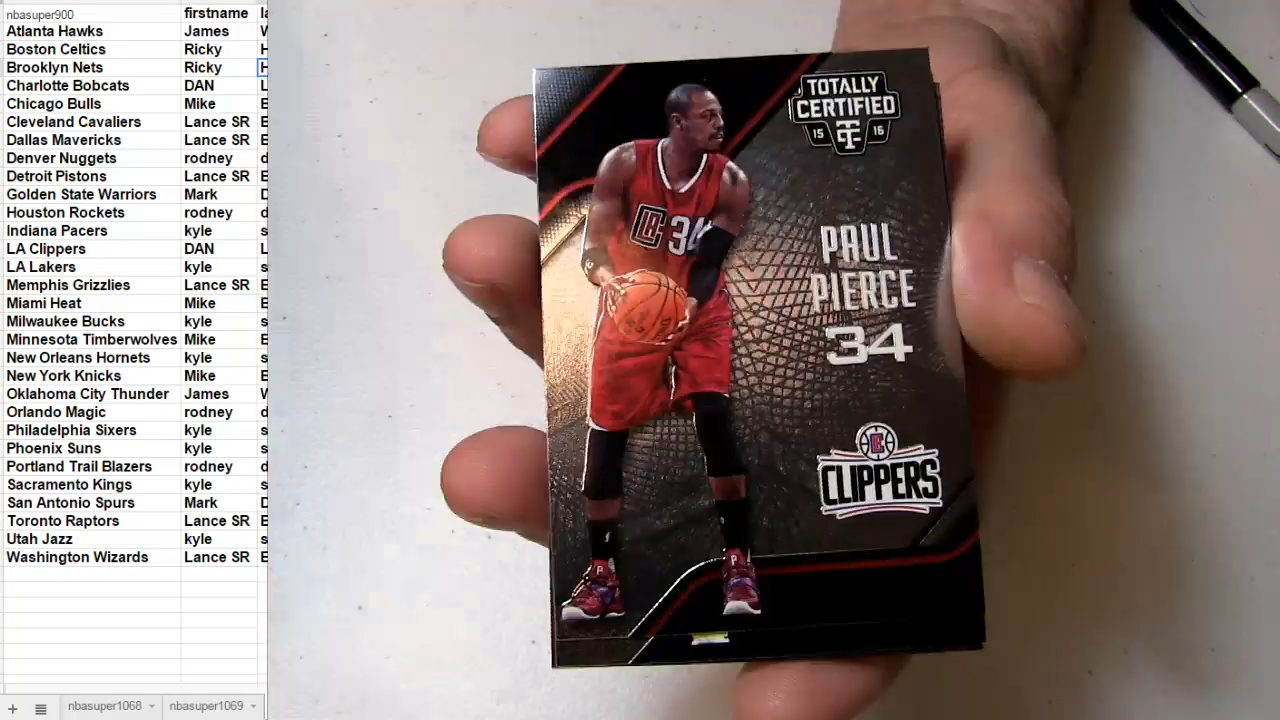 nbasuper900 firstname
Atlanta Hawks James W
Boston Celtics Ricky H
Brooklyn Nets Ricky H
Charlotte Bobcats DAN L
Chicago Bulls Mike E
Cleveland Cavaliers Lance SR E
Dallas Mavericks Lance SR E
Denver Nuggets rodney d
Detroit Pistons Lance SR E
Golden State Warriors Mark D
Houston Rockets rodney d
Indiana Pacers kyle s
LA Clippers DAN L
LA Lakers kyle s
Memphis Grizzlies Lance SR E
Miami Heat Mike E
Milwaukee Bucks kyle s
Minnesota Timberwolves Mike E
New Orleans Hornets kyle s
New York Knicks Mike E
Oklahoma City Thunder James W
Orlando Magic rodney d
Philadelphia Sixers kyle s
Phoenix Suns kyle s
Portland Trail Blazers rodney d
Sacramento Kings kyle s
San Antonio Spurs Mark D
Toronto Raptors Lance SR E
Utah Jazz kyle s
Washington Wizards Lance SR E
nbasuper1068 nbasuper1069
TOTALLY
CERTIFIED
15 TC 16
PAUL
PIERCE
34
LA 34
CLIPPERS